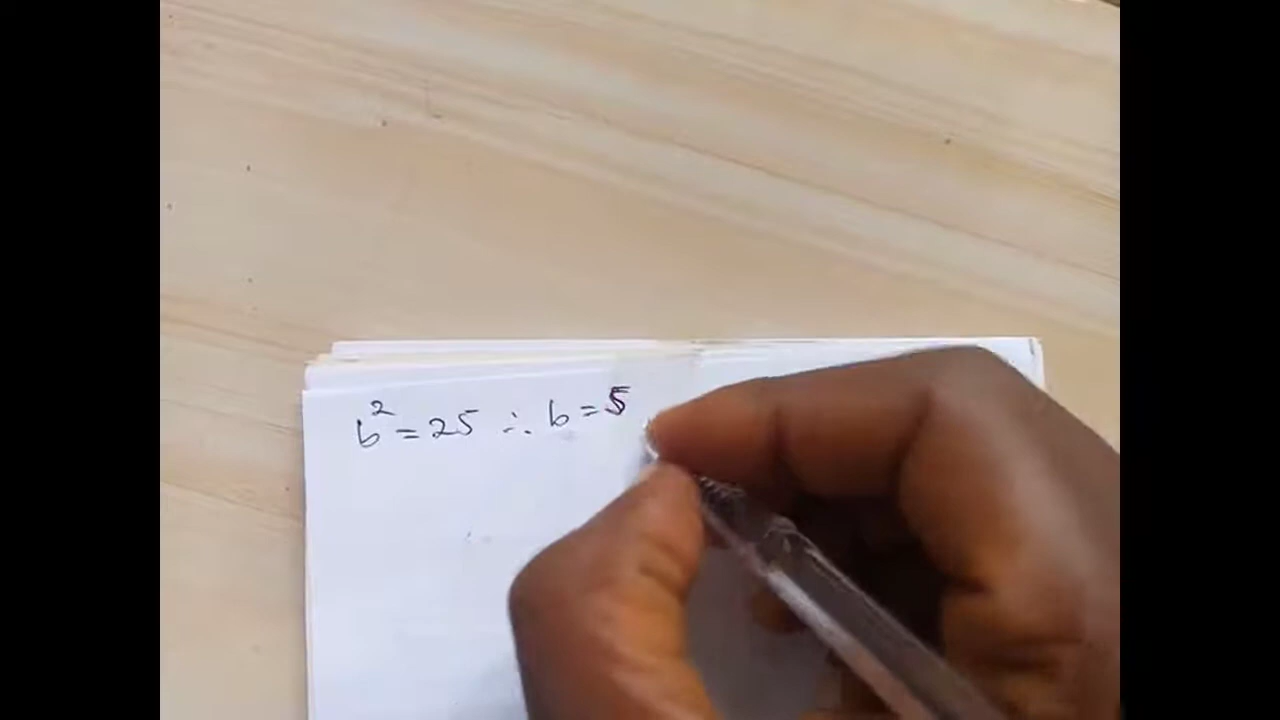 b² = 25 ∴ b = 5